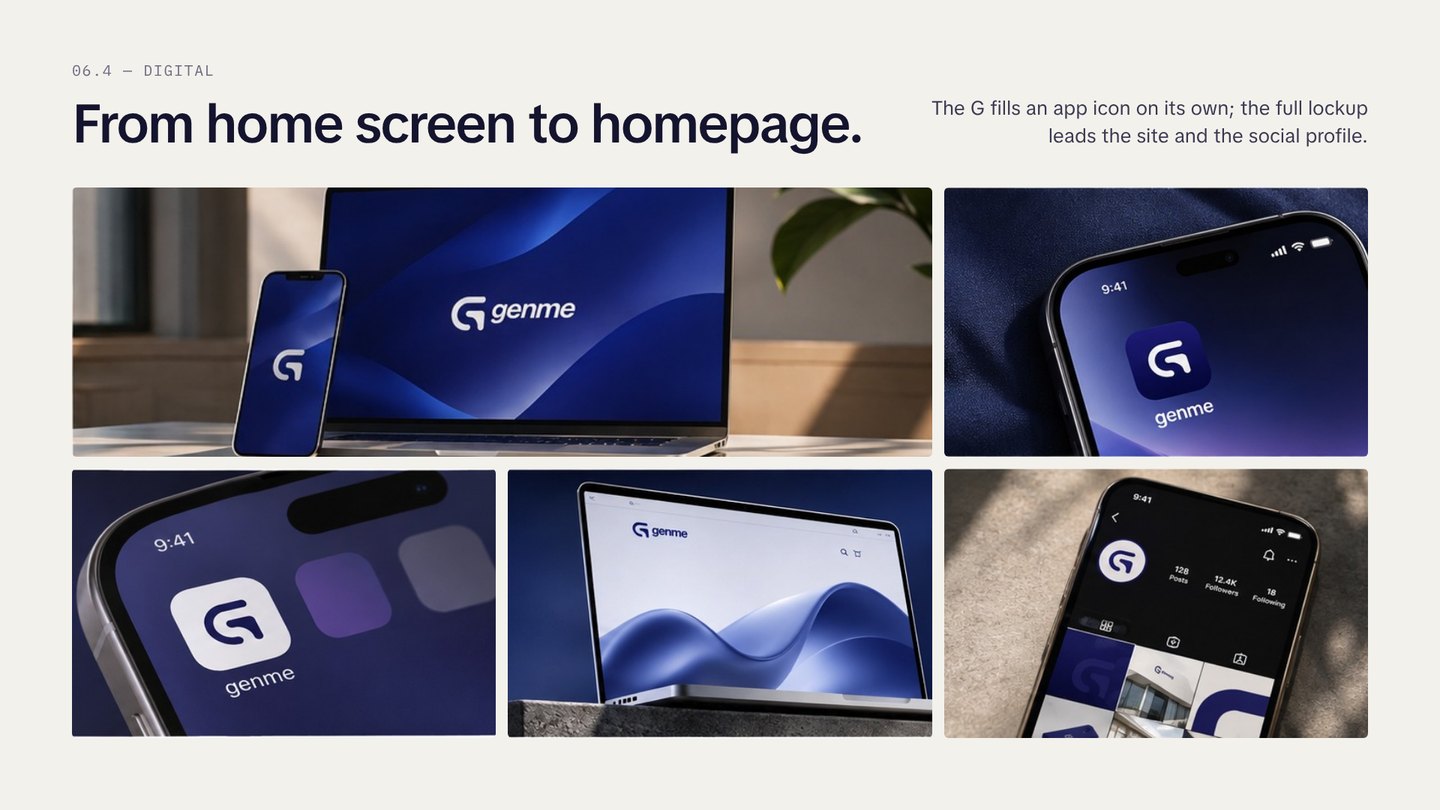 06.4 — DIGITAL
From home screen to homepage.
The G fills an app icon on its own; the full lockup
leads the site and the social profile.
genme
9:41
genme
9:41
genme
genme
9:41
128
Posts
12.4K
Followers
18
Following
genme